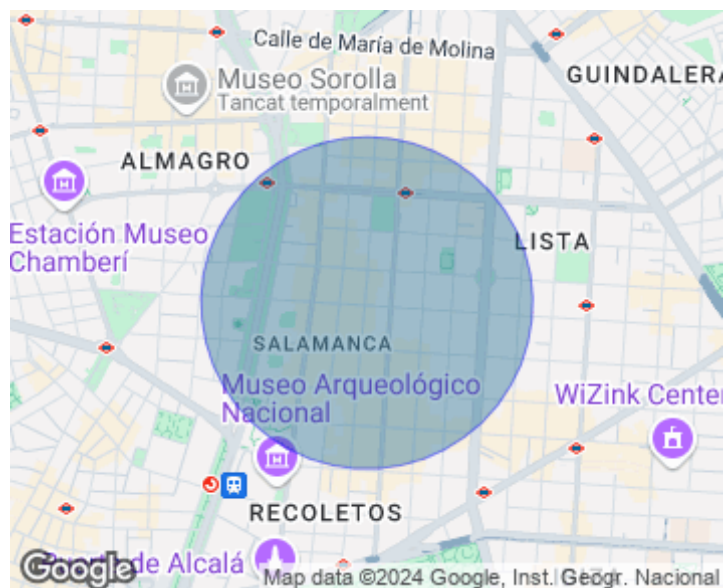 Calle de María de Molina
GUINDALERA
Museo Sorolla
Tancat temporalment
ALMAGRO
Estación Museo
Chamberí
LISTA
SALAMANCA
Museo Arqueológico
Nacional
WiZink Center
RECOLETOS
de Alcalá
Google
Map data ©2024 Google, Inst. Geogr. Nacional